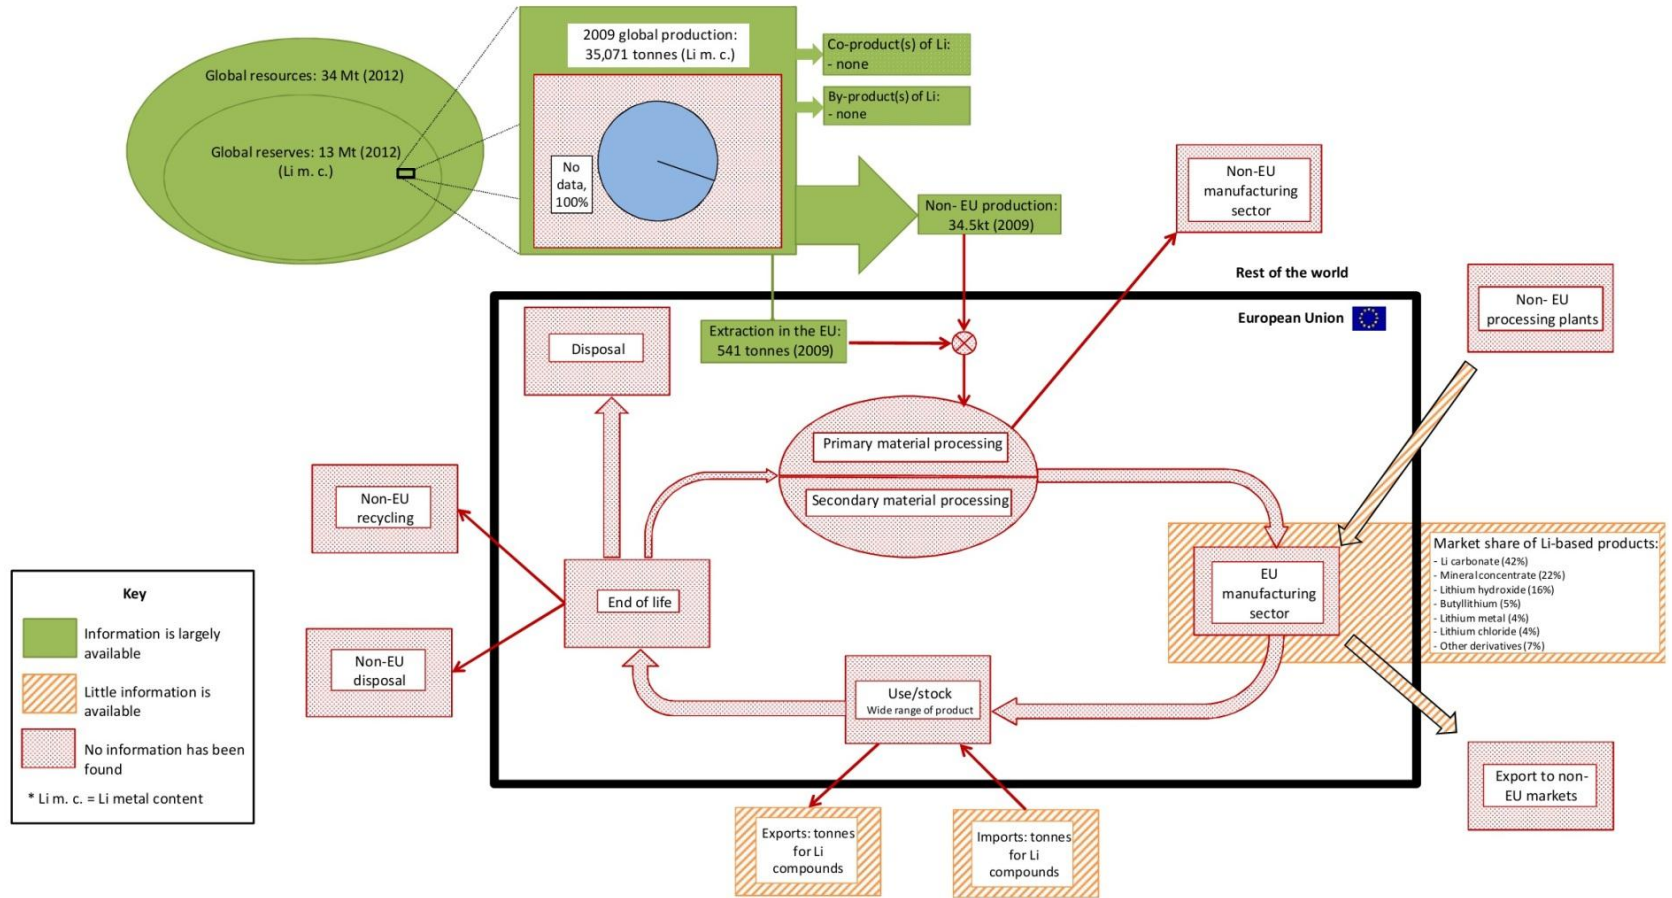 Global resources: 34 Mt (2012)
Global reserves: 13 Mt (2012)
(Li m. c.)
2009 global production:
35,071 tonnes (Li m. c.)
No
data,
100%
Co-product(s) of Li:
- none
By-product(s) of Li:
- none
Non- EU production:
34.5kt (2009)
Non-EU
manufacturing
sector
Rest of the world
European Union
Non- EU
processing plants
Extraction in the EU:
541 tonnes (2009)
Disposal
Primary material processing
Secondary material processing
Non-EU
recycling
End of life
Non-EU
disposal
EU
manufacturing
sector
Market share of Li-based products:
- Li carbonate (42%)
- Mineral concentrate (22%)
- Lithium hydroxide (16%)
- Butyllithium (5%)
- Lithium metal (4%)
- Lithium chloride (4%)
- Other derivatives (7%)
Use/stock
Wide range of product
Export to non-
EU markets
Exports: tonnes
for Li
compounds
Imports: tonnes
for Li
compounds
Key
Information is largely
available
Little information is
available
No information has been
found
* Li m. c. = Li metal content